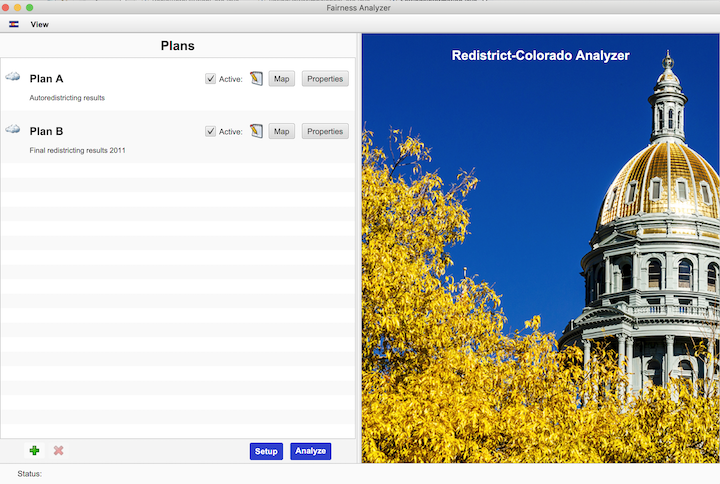 Fairness Analyzer
View
Plans
Redistrict-Colorado Analyzer
Plan A
Active:
Map
Properties
Autoredistricting results
Plan B
Active:
Map
Properties
Final redistricting results 2011
Setup
Analyze
Status: